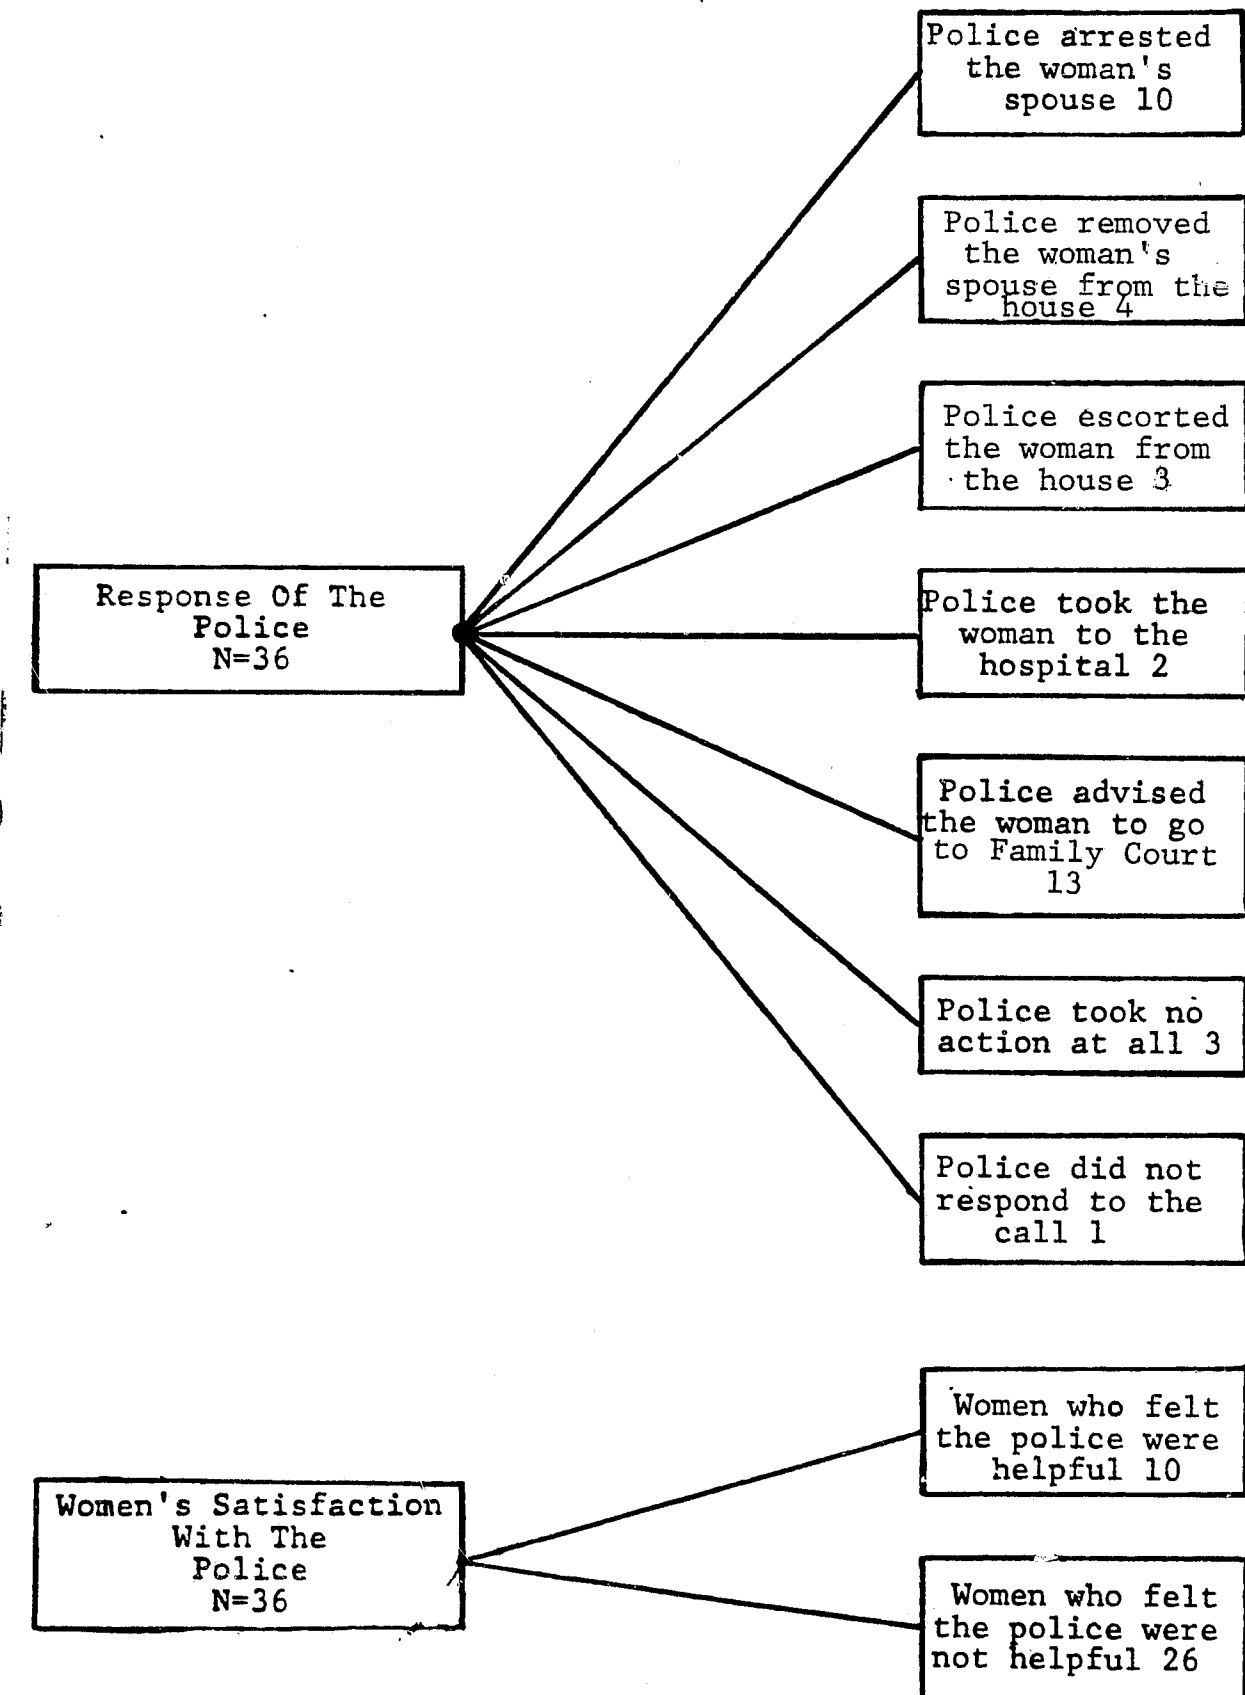 Police arrested
the woman's
spouse 10
Police removed
the woman's
spouse from the
house 4
Police escorted
the woman from
the house 3
Response Of The
Police
N=36
Police took the
woman to the
hospital 2
Police advised
the woman to go
to Family Court
13
Police took no
action at all 3
Police did not
respond to the
call 1
Women who felt
the police were
helpful 10
Women's Satisfaction
With The
Police
N=36
Women who felt
the police were
not helpful 26